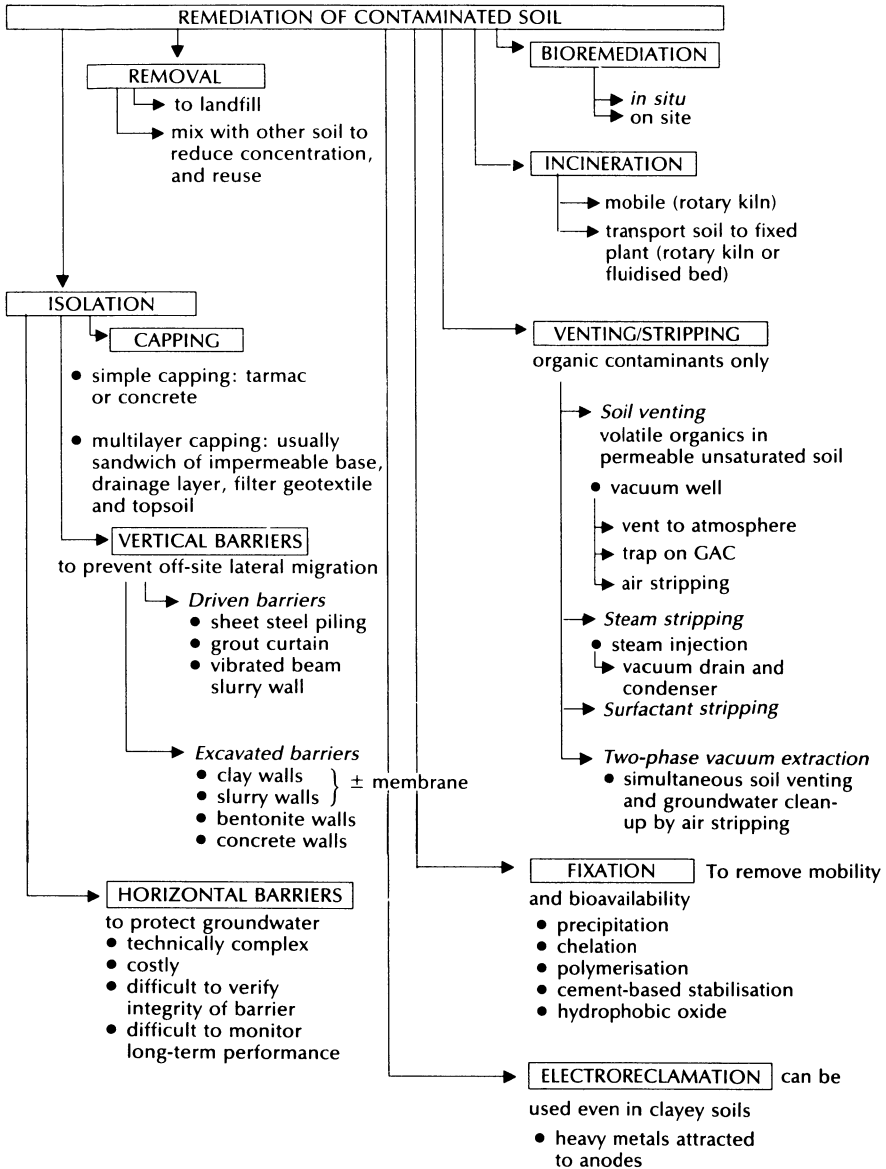 REMEDIATION OF CONTAMINATED SOIL
REMOVAL
to landfill
mix with other soil to
reduce concentration,
and reuse
ISOLATION
CAPPING
• simple capping: tarmac
or concrete
• multilayer capping: usually
sandwich of impermeable base,
drainage layer, filter geotextile
and topsoil
VERTICAL BARRIERS
to prevent off-site lateral migration
Driven barriers
• sheet steel piling
• grout curtain
• vibrated beam
slurry wall
Excavated barriers
• clay walls
• slurry walls } ± membrane
• bentonite walls
• concrete walls
HORIZONTAL BARRIERS
to protect groundwater
• technically complex
• costly
• difficult to verify
integrity of barrier
• difficult to monitor
long-term performance
BIOREMEDIATION
in situ
on site
INCINERATION
mobile (rotary kiln)
transport soil to fixed
plant (rotary kiln or
fluidised bed)
VENTING/STRIPPING
organic contaminants only
Soil venting
volatile organics in
permeable unsaturated soil
• vacuum well
vent to atmosphere
trap on GAC
air stripping
Steam stripping
• steam injection
vacuum drain and
condenser
Surfactant stripping
Two-phase vacuum extraction
• simultaneous soil venting
and groundwater clean-
up by air stripping
FIXATION To remove mobility
and bioavailability
• precipitation
• chelation
• polymerisation
• cement-based stabilisation
• hydrophobic oxide
ELECTRORECLAMATION can be
used even in clayey soils
• heavy metals attracted
to anodes